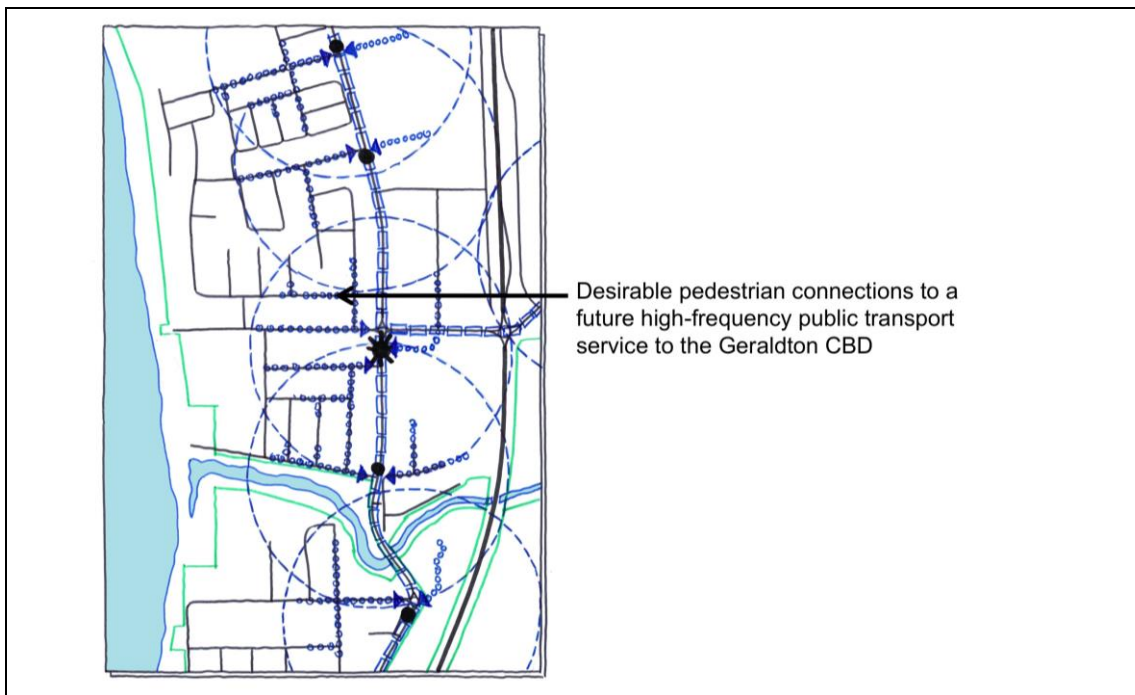 Desirable pedestrian connections to a
future high-frequency public transport
service to the Geraldton CBD